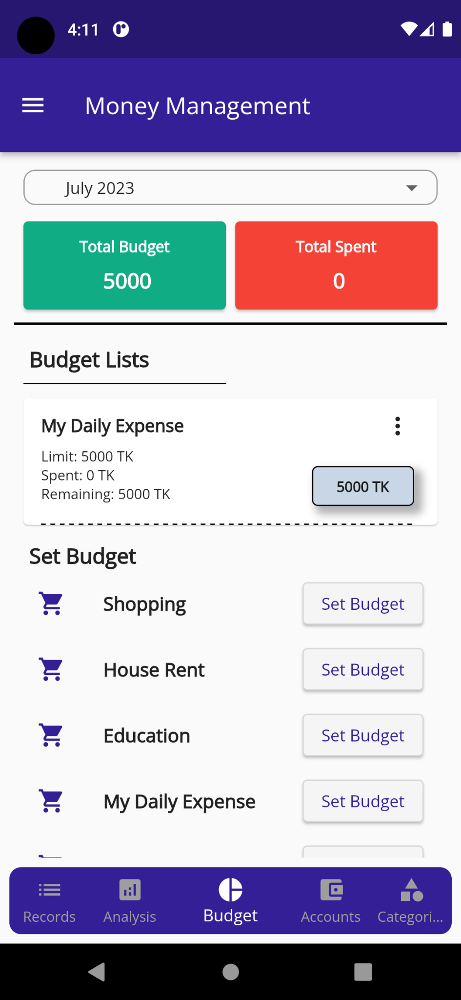 4:11
Money Management
July 2023
Total Budget
5000
Total Spent
0
Budget Lists
My Daily Expense
Limit: 5000 TK
Spent: 0 TK
Remaining: 5000 TK
5000 TK
Set Budget
Shopping
Set Budget
House Rent
Set Budget
Education
Set Budget
My Daily Expense
Set Budget
Records
Analysis
Budget
Accounts
Categori...